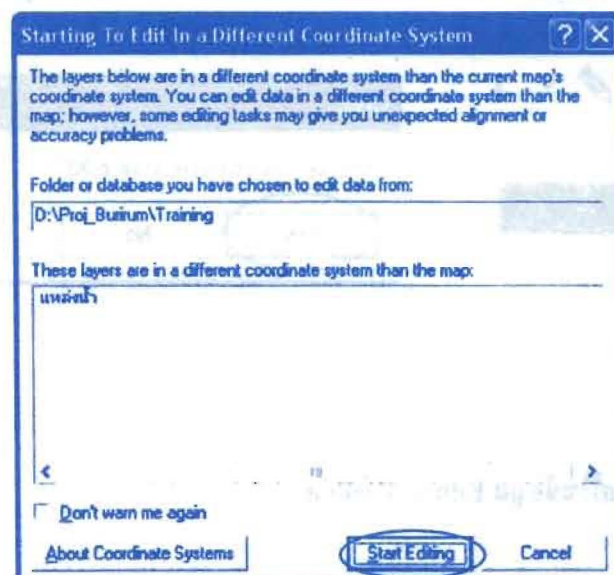 Starting To Edit In a Different Coordinate System
The layers below are in a different coordinate system than the current map's
coordinate system. You can edit data in a different coordinate system than the
map; however, some editing tasks may give you unexpected alignment or
accuracy problems.
Folder or database you have chosen to edit data from:
D:\Proj_Burirum\Training
These layers are in a different coordinate system than the map:
แหล่งน้ำ
Don't warn me again
About Coordinate Systems Start Editing Cancel